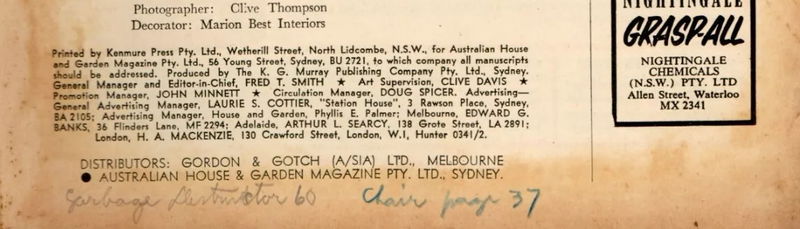 Photographer: Clive Thompson
Decorator: Marion Best Interiors
Printed by Kenmure Press Pty. Ltd., Wetherill Street, North Lidcombe, N.S.W., for Australian House
and Garden Magazine Pty. Ltd., 56 Young Street, Sydney, BU 2721, to which company all manuscripts
should be addressed. Produced by The K. G. Murray Publishing Company Pty. Ltd., Sydney.
General Manager and Editor-in-Chief, FRED T. SMITH ★ Art Supervision, CLIVE DAVIS ★
Promotion Manager, JOHN MINNETT ★ Circulation Manager, DOUG SPICER. Advertising—
General Advertising Manager, LAURIE S. COTTIER, "Station House", 3 Rawson Place, Sydney,
BA 2105; Advertising Manager, House and Garden, Phyllis E. Palmer; Melbourne, EDWARD G.
BANKS, 36 Flinders Lane, MF 2294; Adelaide, ARTHUR L. SEARCY, 138 Grote Street, LA 2891;
London, H. A. MACKENZIE, 130 Crawford Street, London, W.1, Hunter 0341/2.
DISTRIBUTORS: GORDON & GOTCH (A/SIA) LTD., MELBOURNE
● AUSTRALIAN HOUSE & GARDEN MAGAZINE PTY. LTD., SYDNEY.
Garbage Destructor 60 Chair page 37
NIGHTINGALE
GRASPALL
NIGHTINGALE
CHEMICALS
(N.S.W.) PTY. LTD
Allen Street, Waterloo
MX 2341